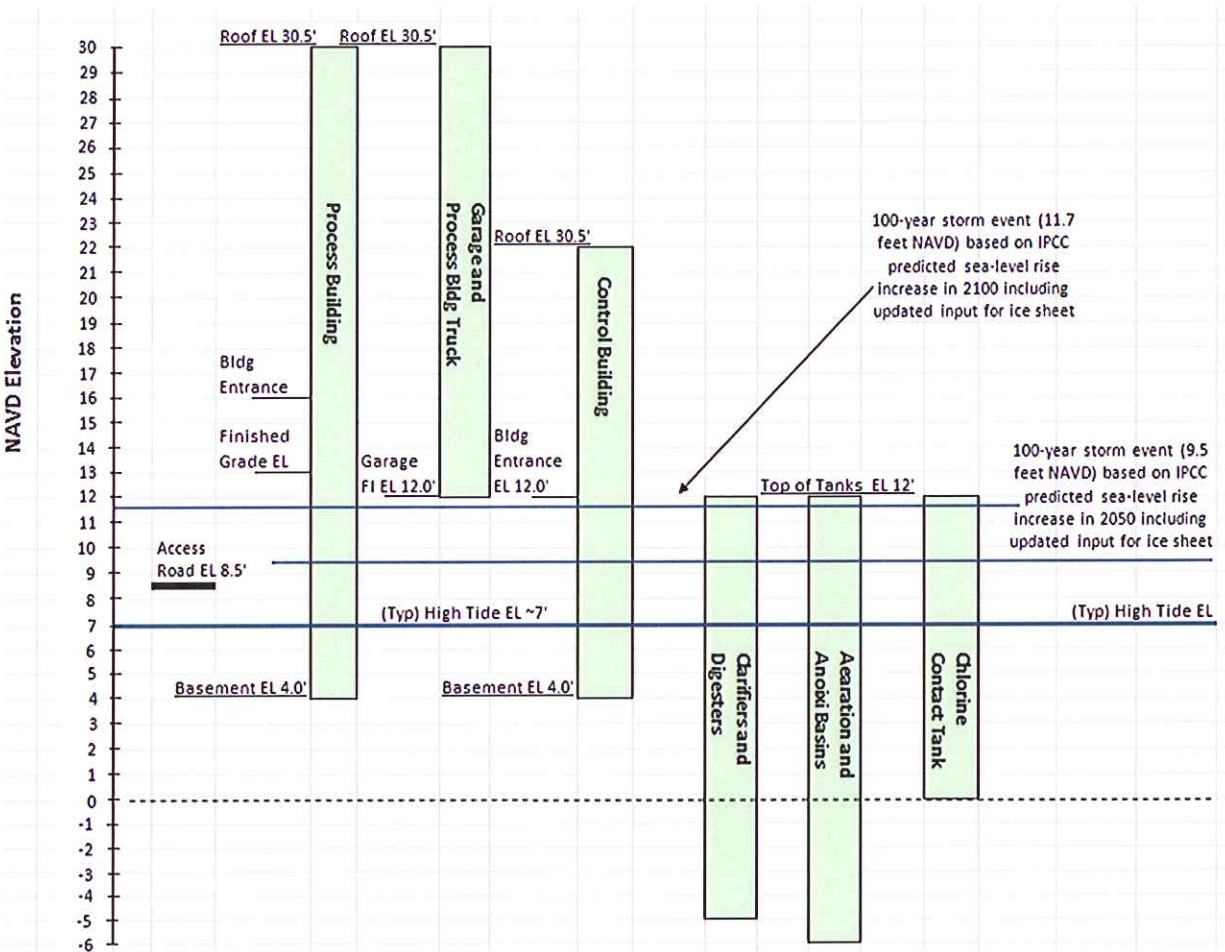 Roof EL 30.5'
Roof EL 30.5'
30
29
28
27
26
25
24
23
22
21
20
19
18
17
16
15
14
13
12
11
10
9
8
7
6
5
4
3
2
1
0
-1
-2
-3
-4
-5
-6
NAVD Elevation
Process Building
Garage and
Process Bldg Truck
Roof EL 30.5'
Control Building
Bldg
Entrance
Finished
Grade EL
Garage
Fl EL 12.0'
Bldg
Entrance
EL 12.0'
100-year storm event (11.7
feet NAVD) based on IPCC
predicted sea-level rise
increase in 2100 including
updated input for ice sheet
100-year storm event (9.5
feet NAVD) based on IPCC
predicted sea-level rise
increase in 2050 including
updated input for ice sheet
Top of Tanks EL 12'
Access
Road EL 8.5'
(Typ) High Tide EL ~7'
(Typ) High Tide EL
Basement EL 4.0'
Basement EL 4.0'
Clarifiers and
Digesters
Aearation and
Anoixi Basins
Chlorine
Contact Tank